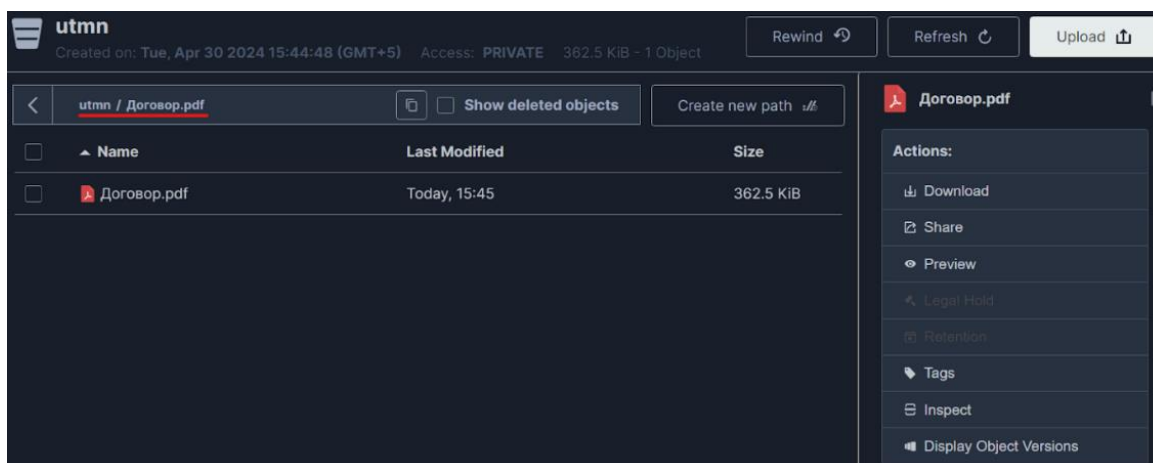 utmn
Created on: Tue, Apr 30 2024 15:44:48 (GMT+5) Access: PRIVATE 362.5 KiB - 1 Object
Rewind
Refresh
Upload
utmn / Договор.pdf
Show deleted objects
Create new path
Name
Last Modified
Size
Договор.pdf
Today, 15:45
362.5 KiB
Договор.pdf
Actions:
Download
Share
Preview
Legal Hold
Retention
Tags
Inspect
Display Object Versions